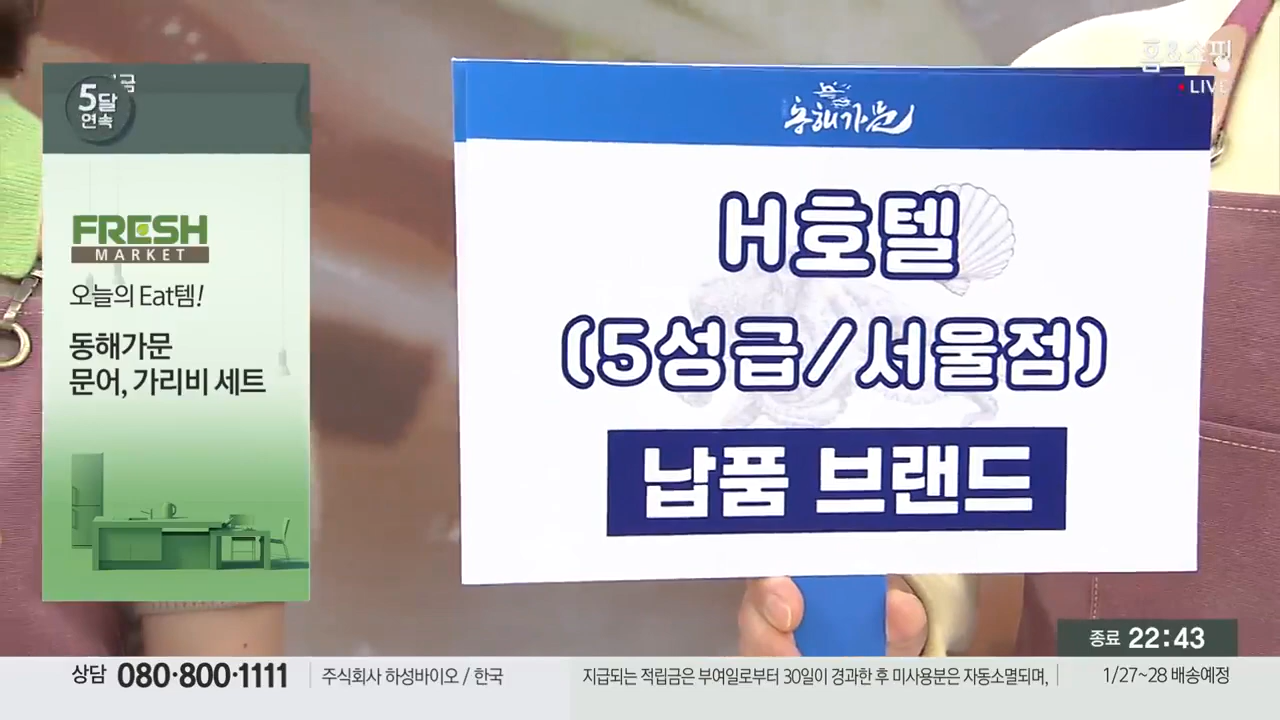 홈&쇼핑
LIVE
5달
연속
FRESH
MARKET
오늘의 Eat템!
동해가문
문어, 가리비 세트
동해가문
H호텔
(5성급/서울점)
납품 브랜드
종료 22:43
상담 080·800·1111
주식회사 하성바이오 / 한국
지급되는 적립금은 부여일로부터 30일이 경과한 후 미사용분은 자동소멸되며,
1/27~28 배송예정